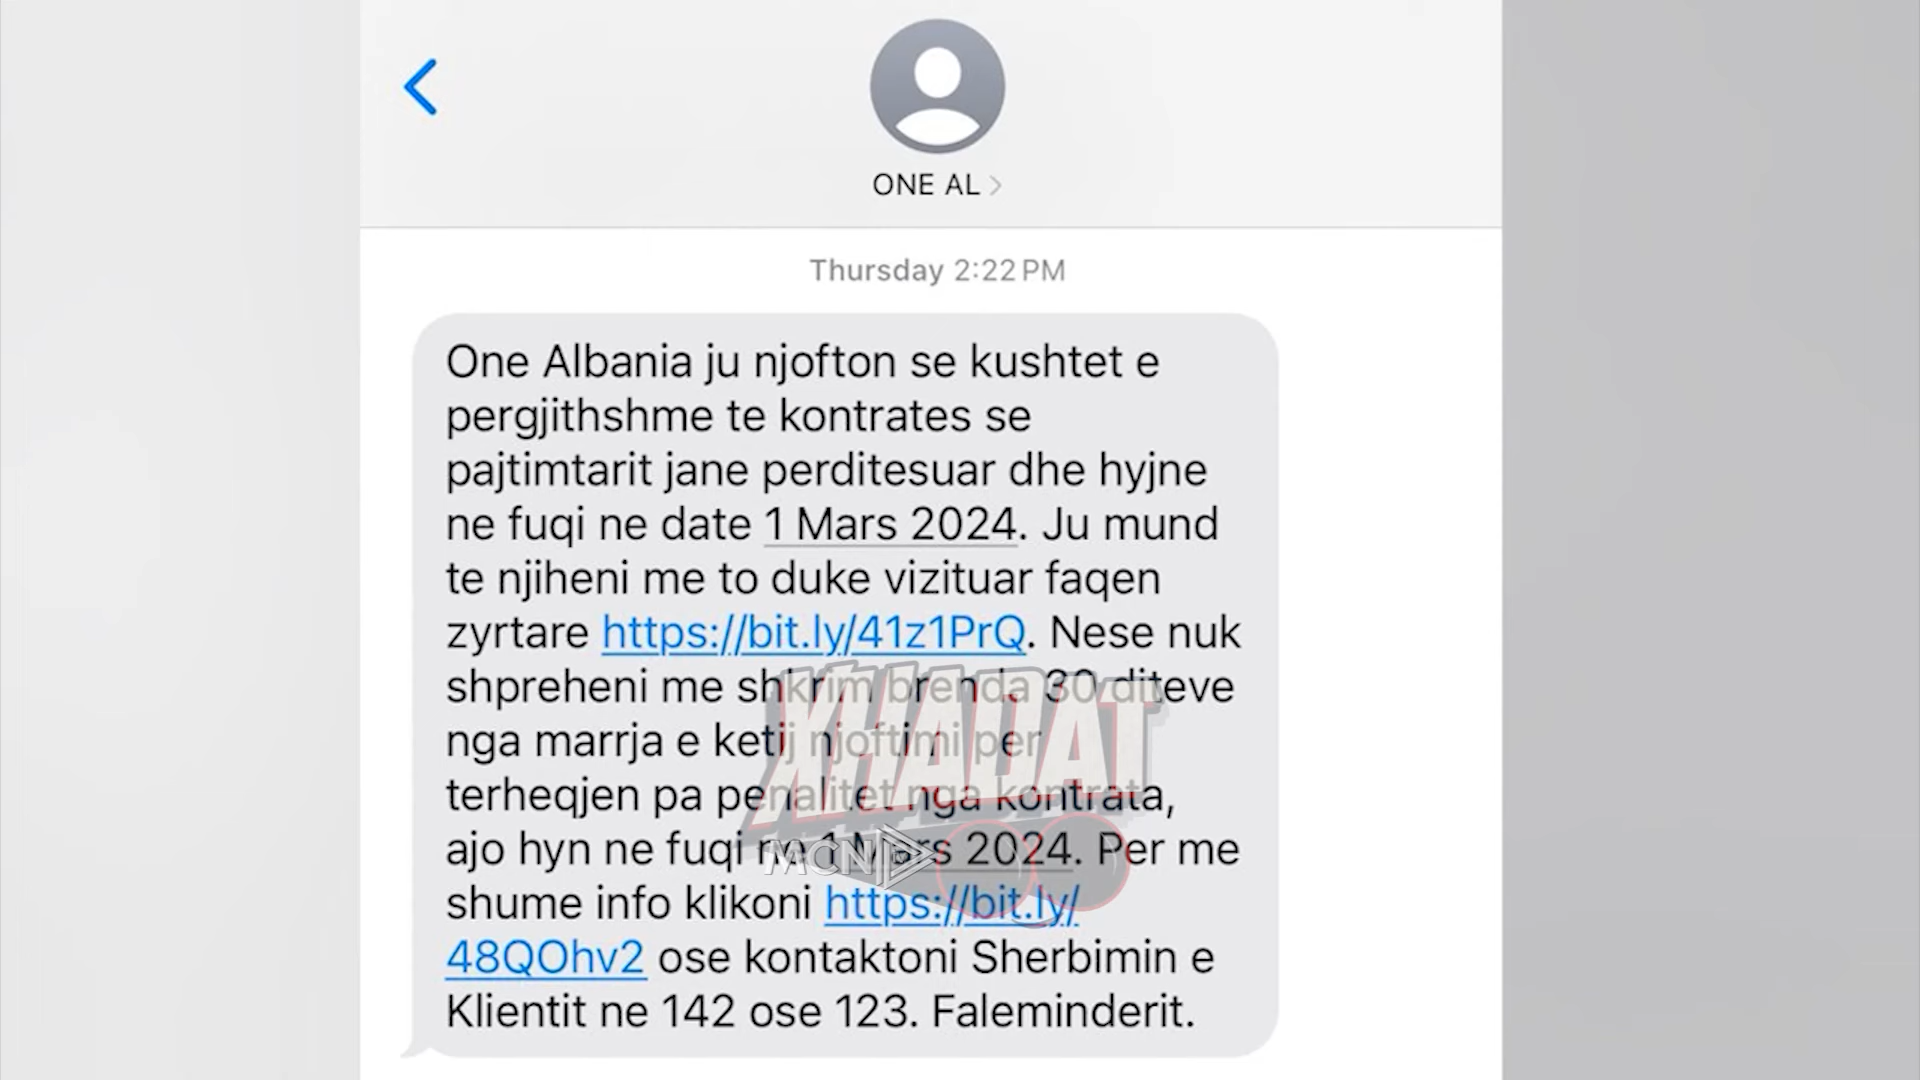 ONE AL
Thursday 2:22 PM
One Albania ju njofton se kushtet e
pergjithshme te kontrates se
pajtimtarit jane perditesuar dhe hyjne
ne fuqi ne date 1 Mars 2024. Ju mund
te njiheni me to duke vizituar faqen
zyrtare https://bit.ly/41z1PrQ. Nese nuk
shpreheni me shkrim brenda 30 diteve
nga marrja e ketij njoftimi per
terheqjen pa penalitet nga kontrata,
ajo hyn ne fuqi ne 1 Mars 2024. Per me
shume info klikoni https://bit.ly/
48QOhv2 ose kontaktoni Sherbimin e
Klientit ne 142 ose 123. Faleminderit.
XHADAT
MCN